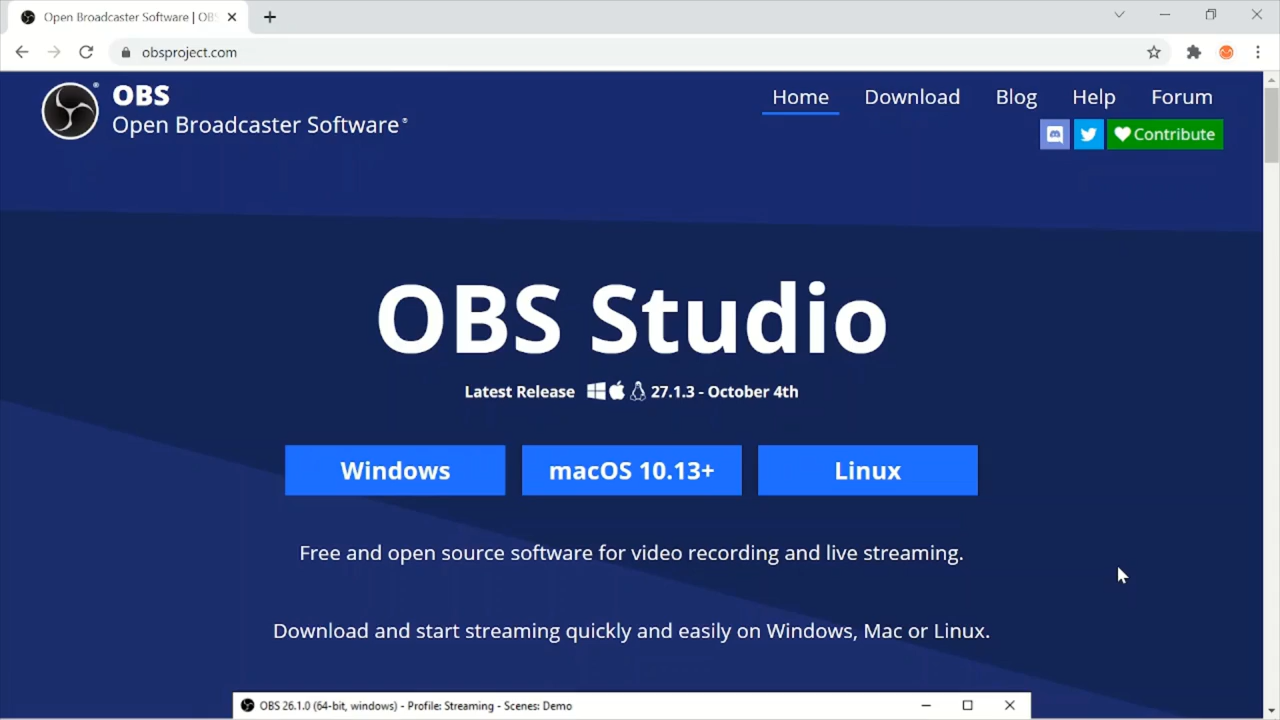 Open Broadcaster Software | OBS
obsproject.com
OBS
Open Broadcaster Software®
Home Download Blog Help Forum
Contribute
OBS Studio
Latest Release 27.1.3 - October 4th
Windows macOS 10.13+ Linux
Free and open source software for video recording and live streaming.
Download and start streaming quickly and easily on Windows, Mac or Linux.
OBS 26.1.0 (64-bit, windows) - Profile: Streaming - Scenes: Demo